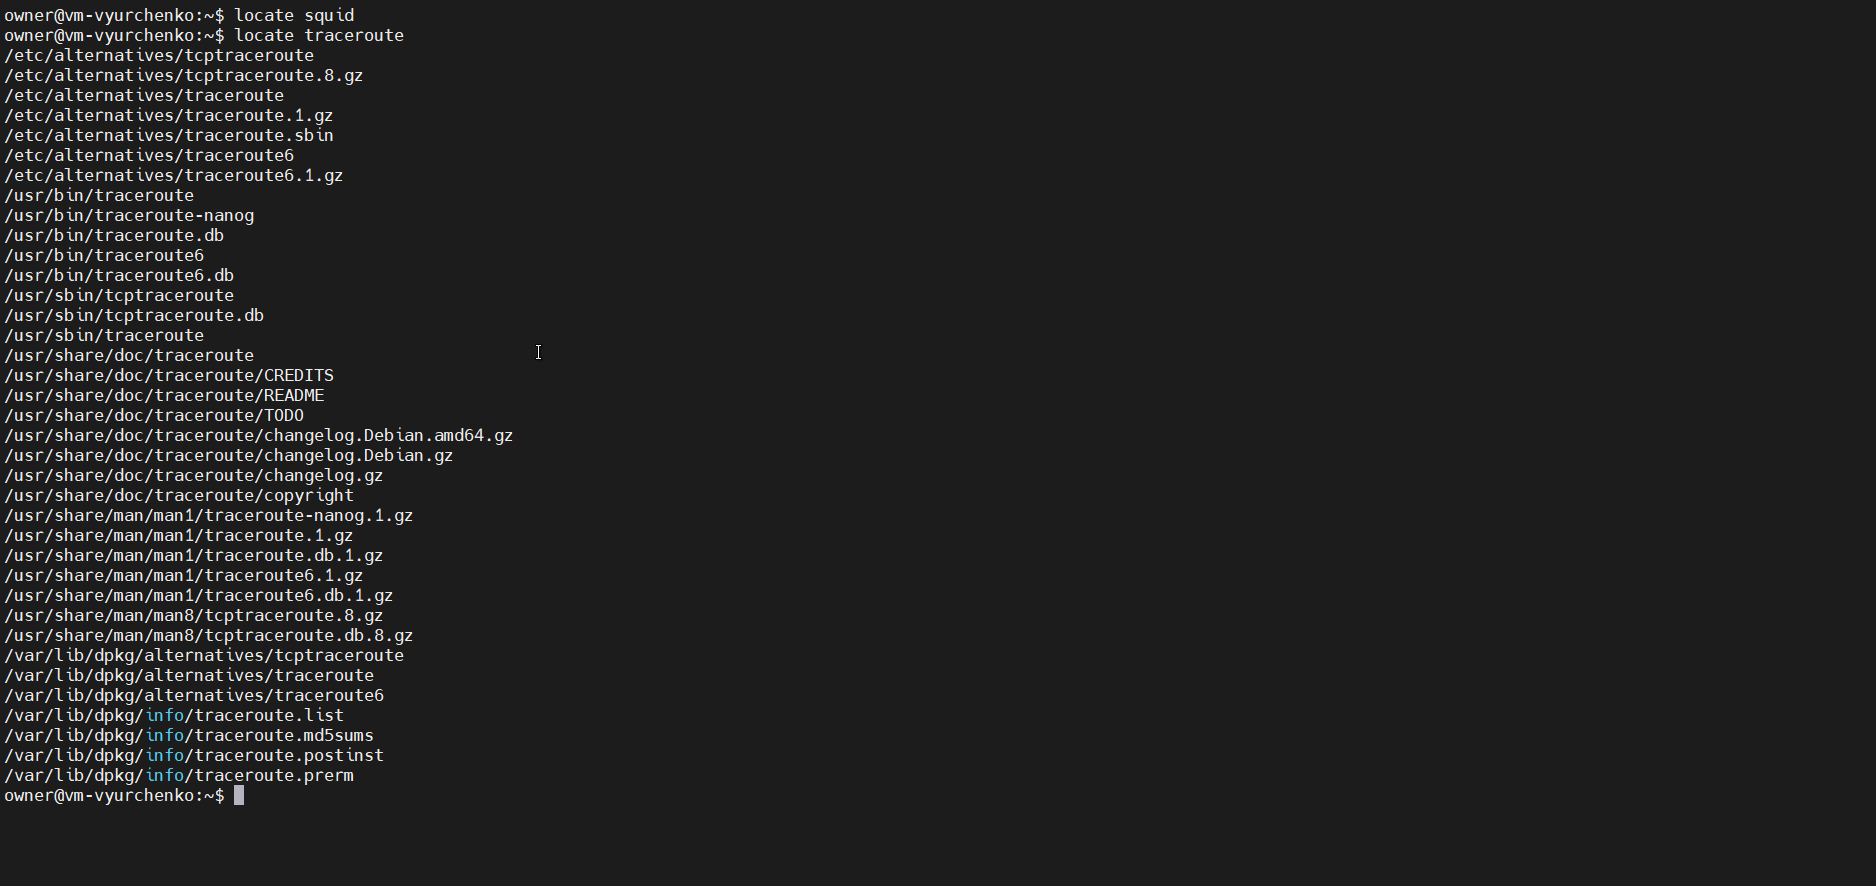 owner@vm-vyurchenko:~$ locate squid
owner@vm-vyurchenko:~$ locate traceroute
/etc/alternatives/tcptraceroute
/etc/alternatives/tcptraceroute.8.gz
/etc/alternatives/traceroute
/etc/alternatives/traceroute.1.gz
/etc/alternatives/traceroute.sbin
/etc/alternatives/traceroute6
/etc/alternatives/traceroute6.1.gz
/usr/bin/traceroute
/usr/bin/traceroute-nanog
/usr/bin/traceroute.db
/usr/bin/traceroute6
/usr/bin/traceroute6.db
/usr/sbin/tcptraceroute
/usr/sbin/tcptraceroute.db
/usr/sbin/traceroute
/usr/share/doc/traceroute
/usr/share/doc/traceroute/CREDITS
/usr/share/doc/traceroute/README
/usr/share/doc/traceroute/TODO
/usr/share/doc/traceroute/changelog.Debian.amd64.gz
/usr/share/doc/traceroute/changelog.Debian.gz
/usr/share/doc/traceroute/changelog.gz
/usr/share/doc/traceroute/copyright
/usr/share/man/man1/traceroute-nanog.1.gz
/usr/share/man/man1/traceroute.1.gz
/usr/share/man/man1/traceroute.db.1.gz
/usr/share/man/man1/traceroute6.1.gz
/usr/share/man/man1/traceroute6.db.1.gz
/usr/share/man/man8/tcptraceroute.8.gz
/usr/share/man/man8/tcptraceroute.db.8.gz
/var/lib/dpkg/alternatives/tcptraceroute
/var/lib/dpkg/alternatives/traceroute
/var/lib/dpkg/alternatives/traceroute6
/var/lib/dpkg/info/traceroute.list
/var/lib/dpkg/info/traceroute.md5sums
/var/lib/dpkg/info/traceroute.postinst
/var/lib/dpkg/info/traceroute.prerm
owner@vm-vyurchenko:~$